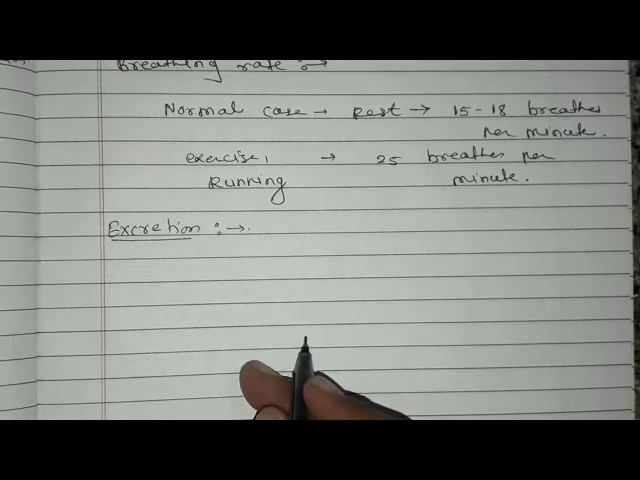 Breathing rate :→
Normal case → Rest → 15-18 breathes
per minute.
exercise, → 25 breathes per
Running minute.
Excretion :→.